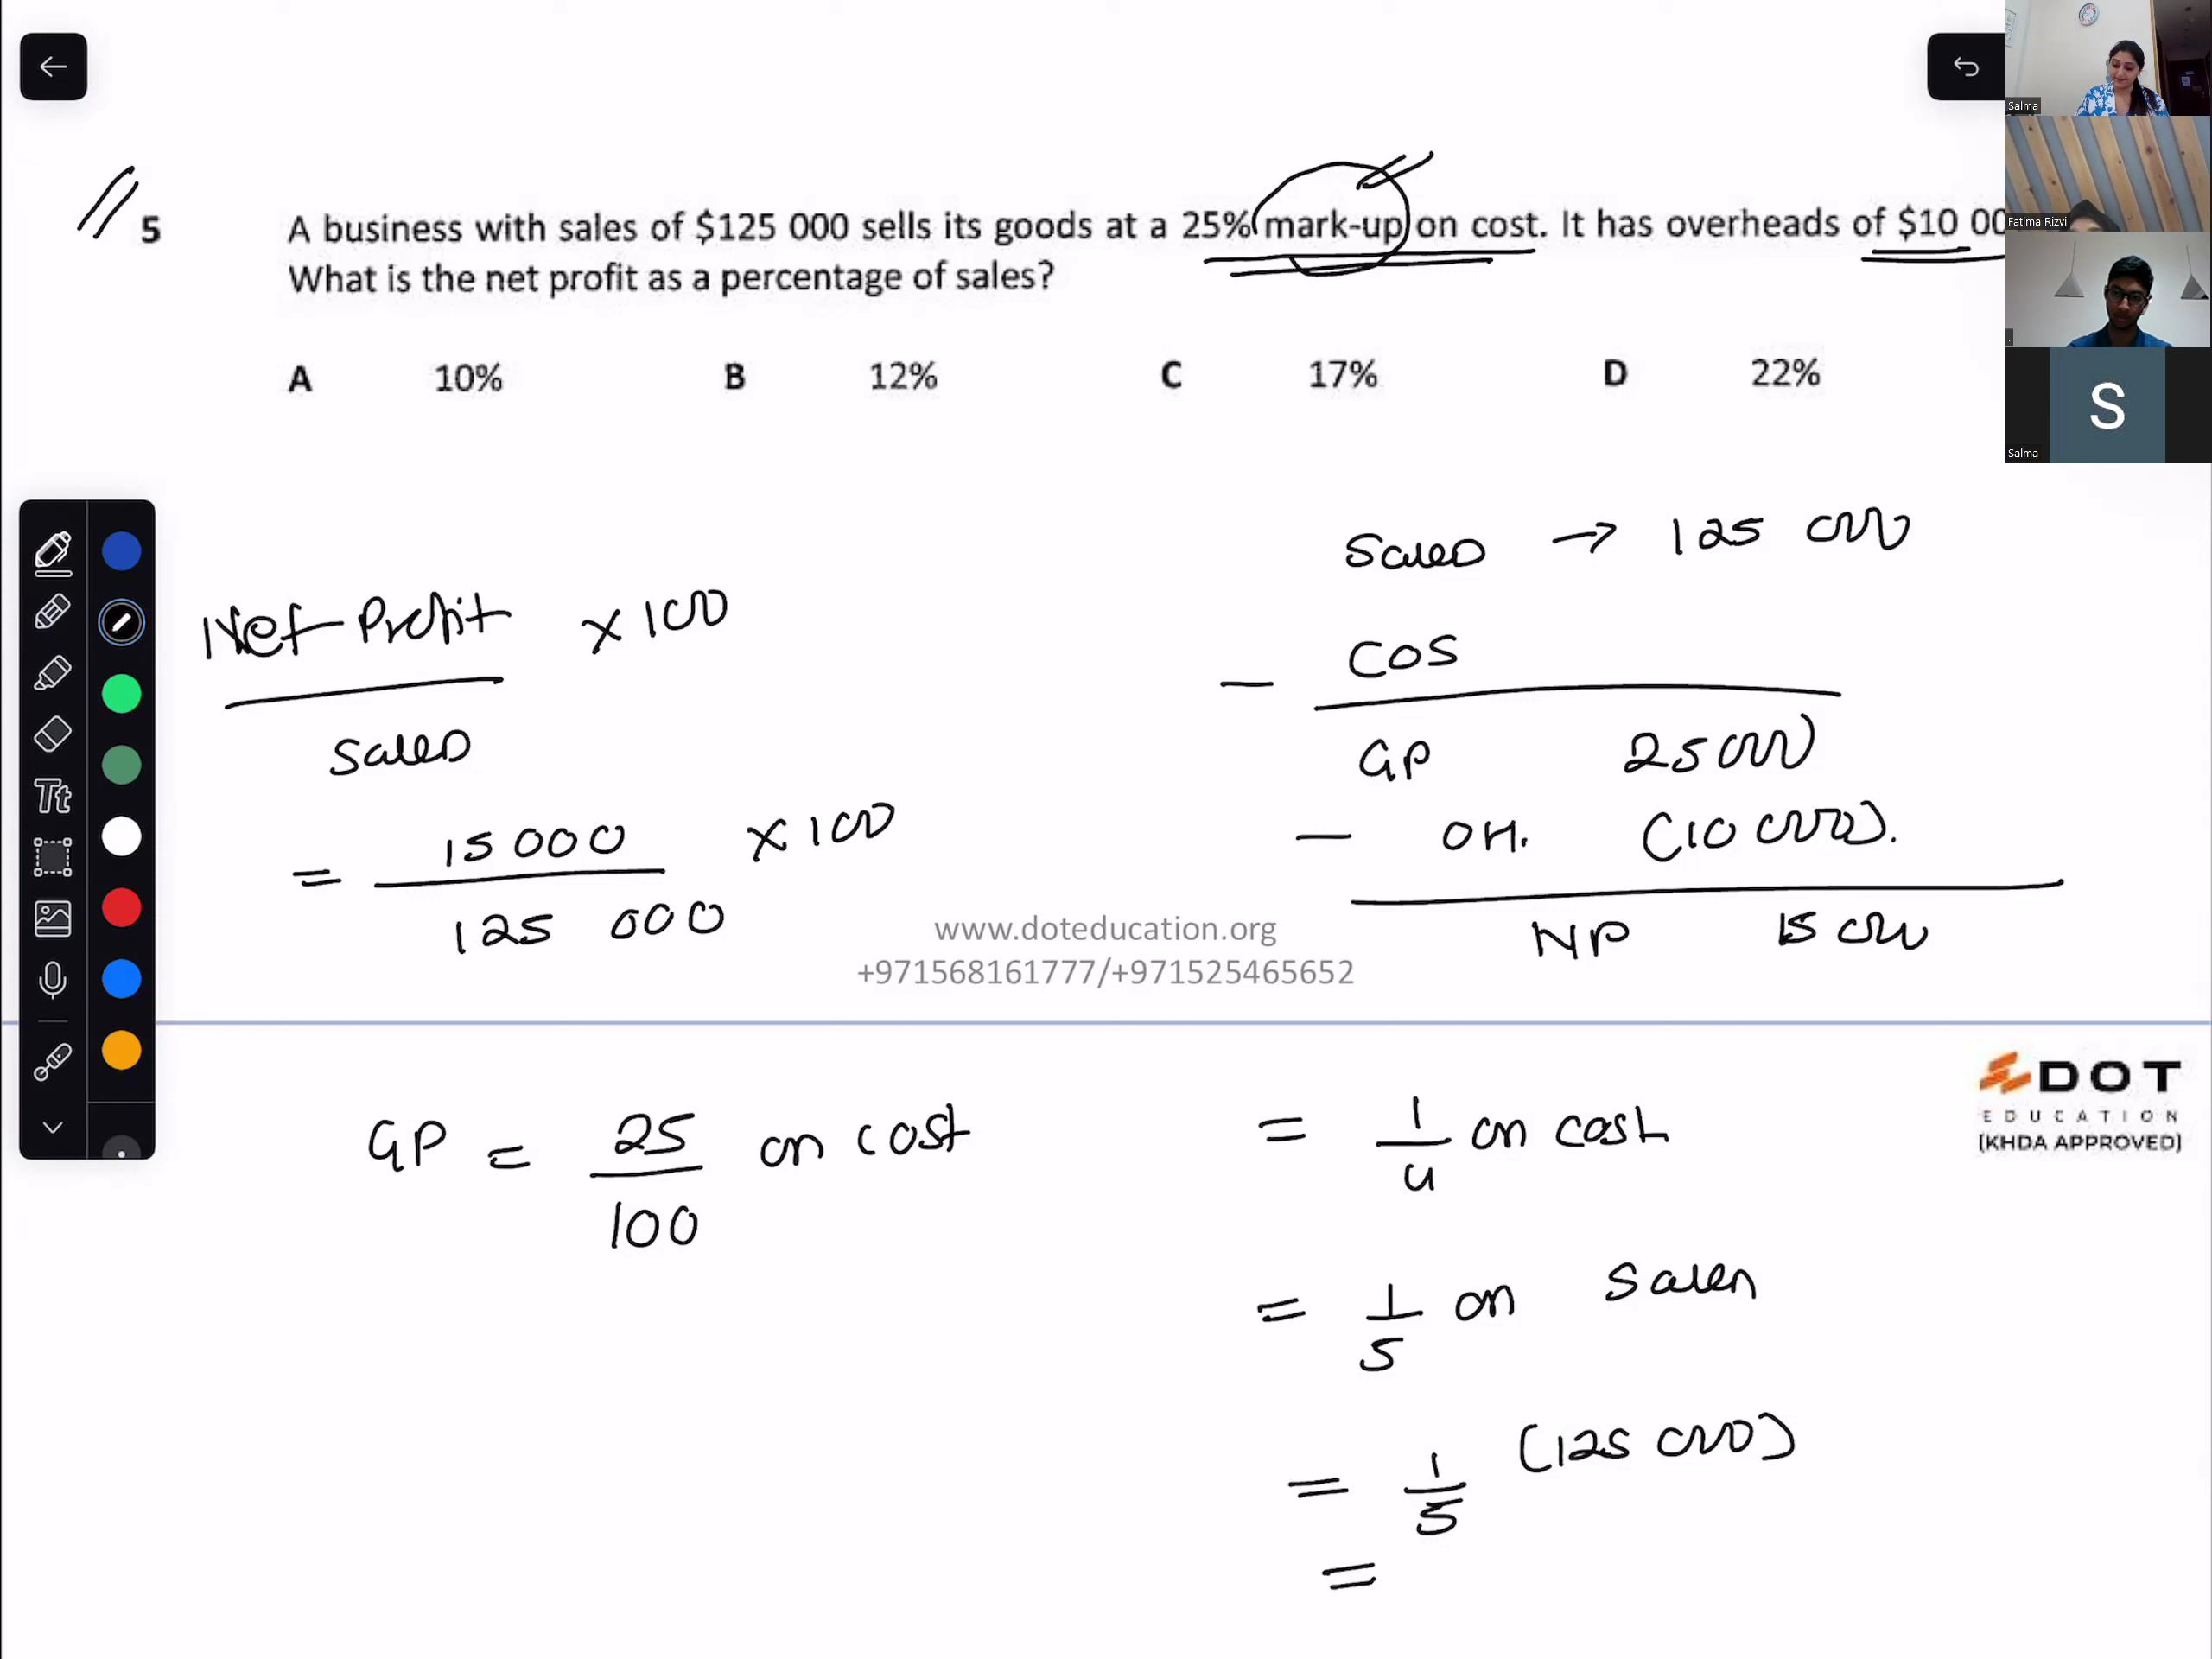 5 A business with sales of $125 000 sells its goods at a 25% mark-up on cost. It has overheads of $10 00
What is the net profit as a percentage of sales?
A 10% B 12% C 17% D 22%
Salma
Fatima Rizvi
S
Salma
Tt
Net Profit × 100
Sales
= 15 000 × 100
125 000
Sales → 125 000
- COS
GP 25 000
- OH. (10 000).
NP 15 000
www.doteducation.org
+971568161777/+971525465652
DOT
EDUCATION
(KHDA APPROVED)
GP = 25 on cost
100
= 1 on cost
4
= 1 on Sales
5
= 1 (125 000)
5
=